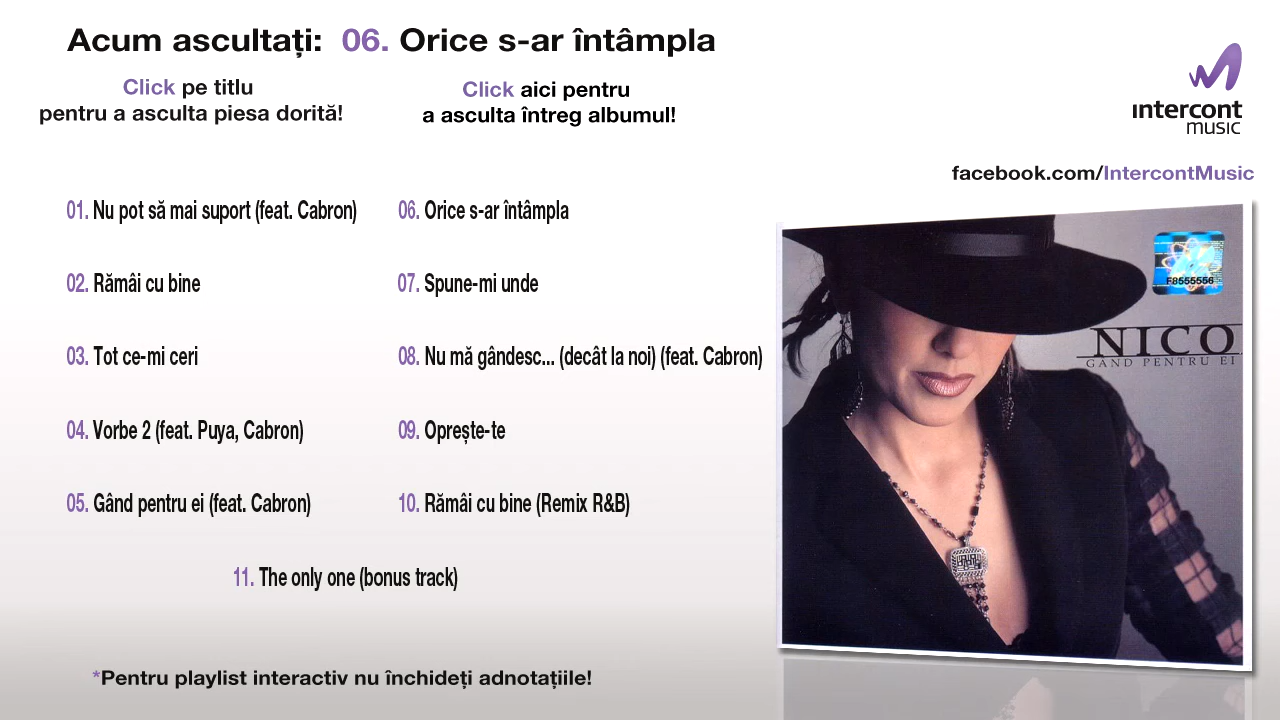 Acum ascultați: 06. Orice s-ar întâmpla
Click pe titlu
pentru a asculta piesa dorită!
Click aici pentru
a asculta întreg albumul!
intercont
music
facebook.com/IntercontMusic
01. Nu pot să mai suport (feat. Cabron)
02. Rămâi cu bine
03. Tot ce-mi ceri
04. Vorbe 2 (feat. Puya, Cabron)
05. Gând pentru ei (feat. Cabron)
06. Orice s-ar întâmpla
07. Spune-mi unde
08. Nu mă gândesc... (decât la noi) (feat. Cabron)
09. Oprește-te
10. Rămâi cu bine (Remix R&B)
11. The only one (bonus track)
F8555556
NICO
GAND PENTRU EI
*Pentru playlist interactiv nu închideți adnotațiile!